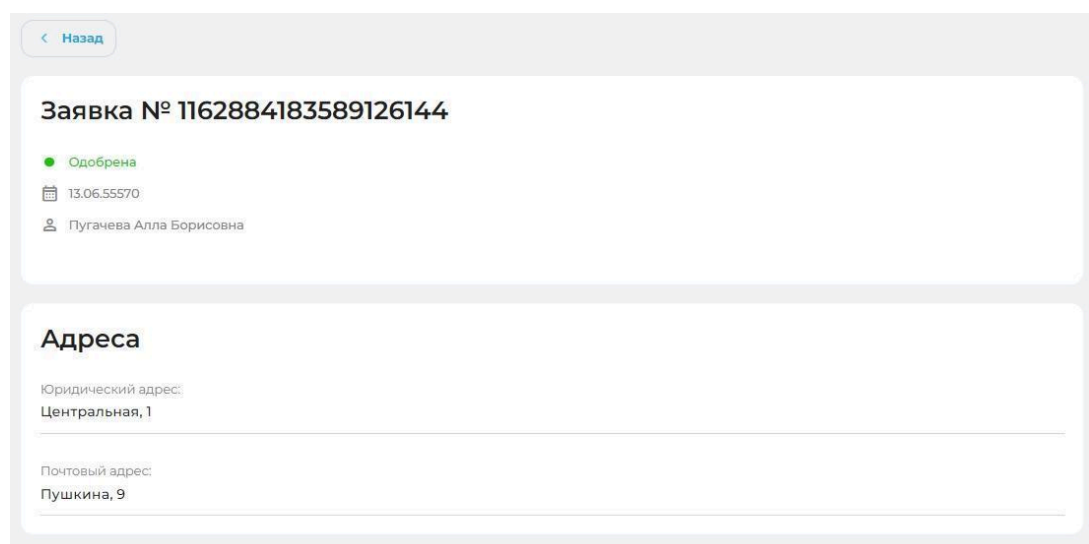 Назад
Заявка № 1162884183589126144
Одобрена
13.06.55570
Пугачева Алла Борисовна
Адреса
Юридический адрес:
Центральная, 1
Почтовый адрес:
Пушкина, 9